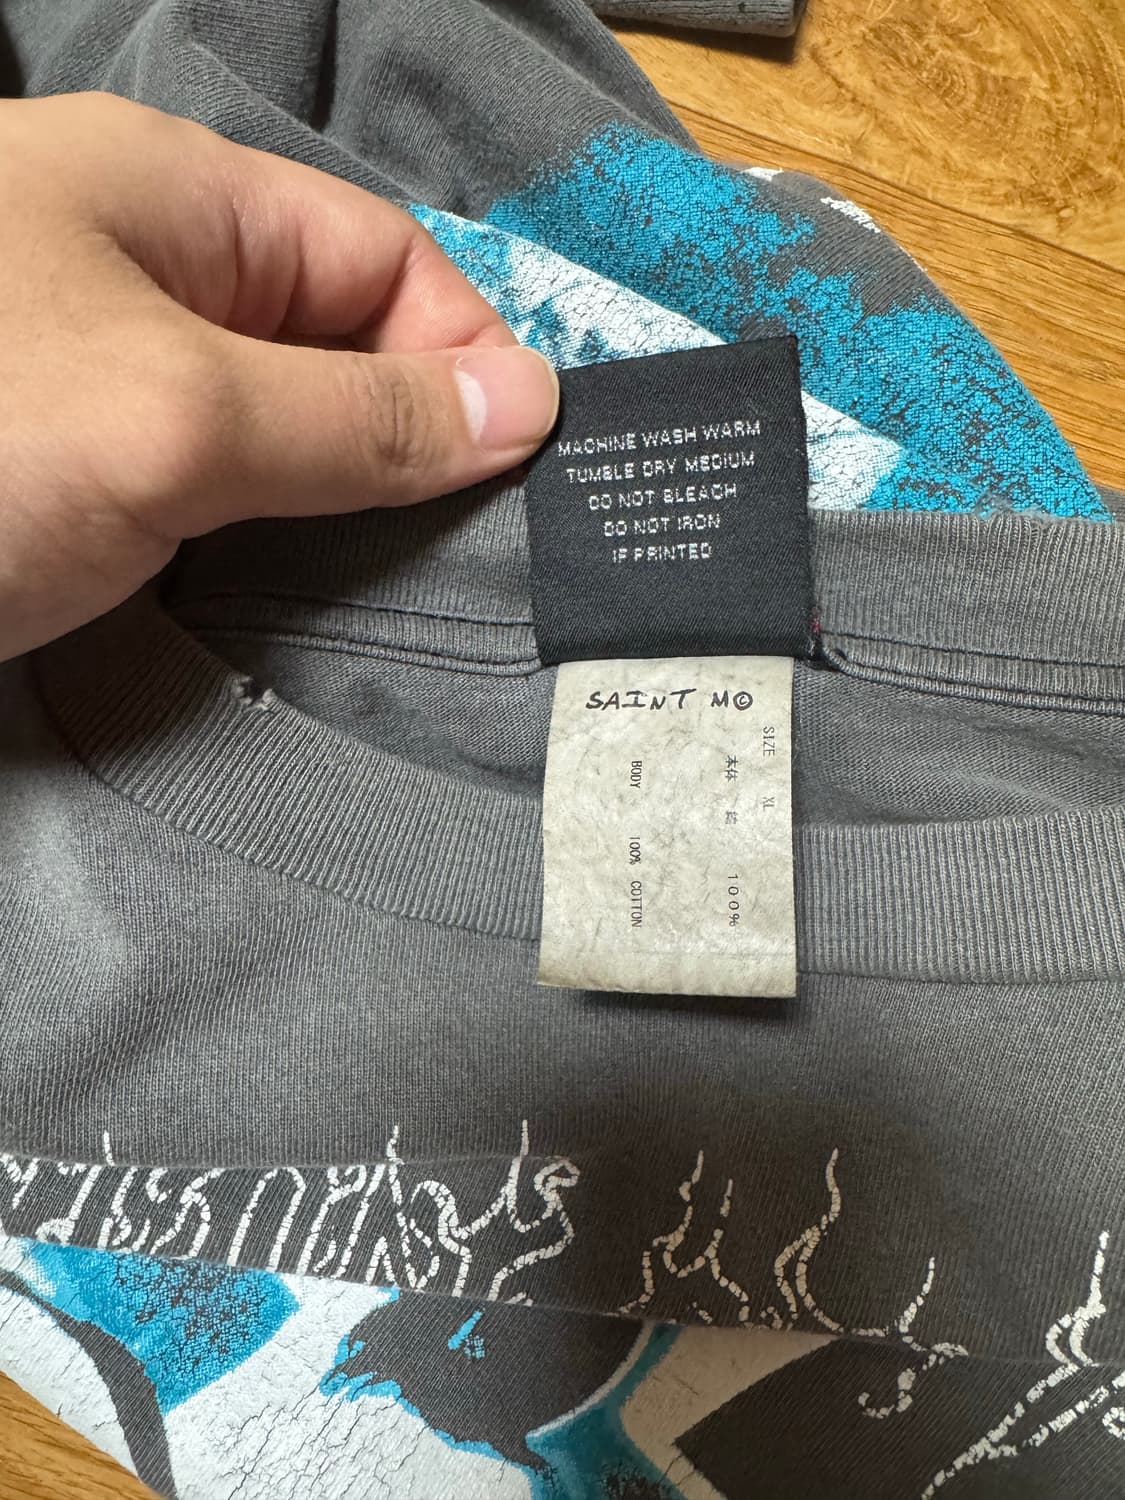 MACHINE WASH WARM
TUMBLE DRY MEDIUM
DO NOT BLEACH
DO NOT IRON
IF PRINTED
SAINT M©
SIZE XL
本体 綿 100%
BODY 100% COTTON